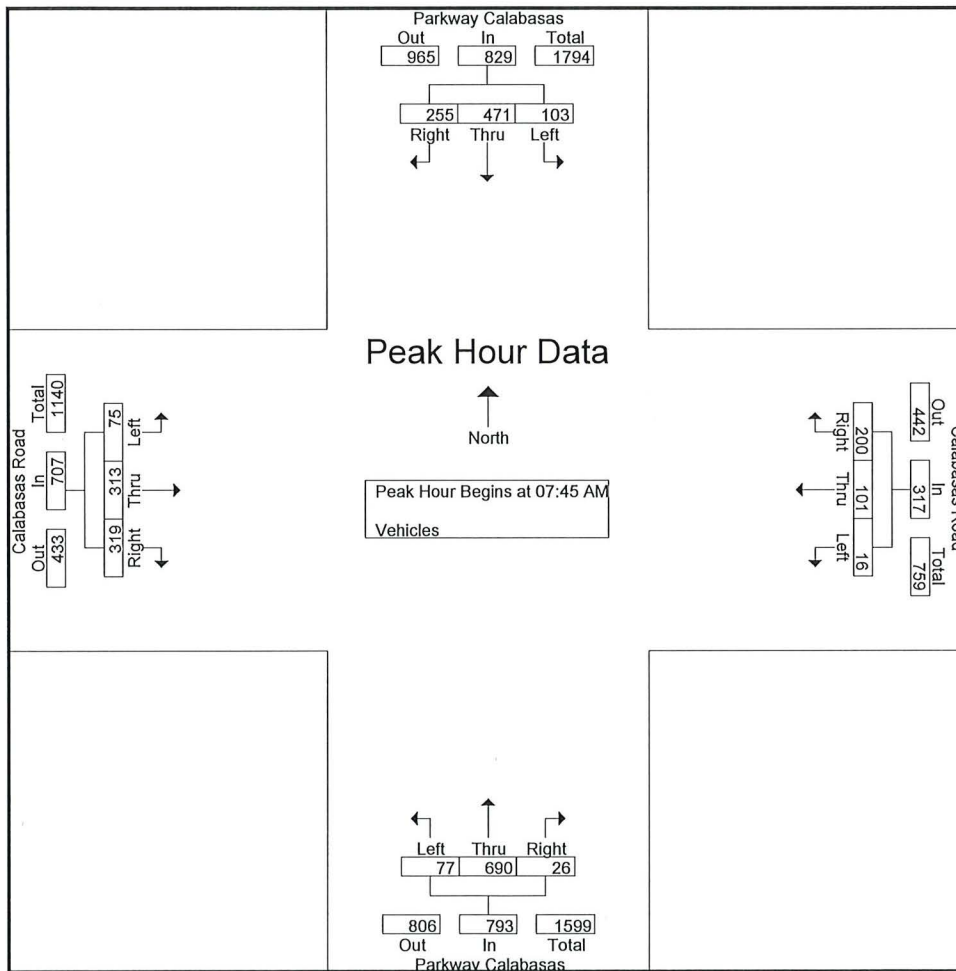 Parkway Calabasas
Out In Total
965 829 1794
255 471 103
Right Thru Left
Peak Hour Data
North
Peak Hour Begins at 07:45 AM
Vehicles
Calabasas Road
Out In Total
433 707 1140
319 313 75
Right Thru Left
Calabasas Road
Out In Total
442 317 759
200 101 16
Right Thru Left
Left Thru Right
77 690 26
806 793 1599
Out In Total
Parkway Calabasas